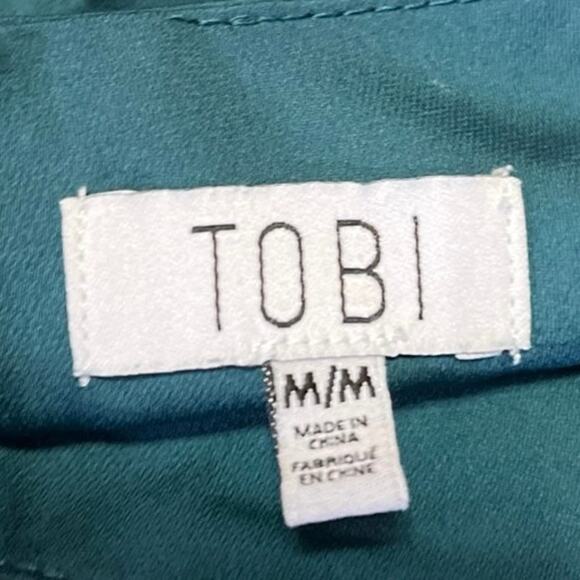 TOBI
M/M
MADE IN
CHINA
FABRIQUÉ
EN CHINE